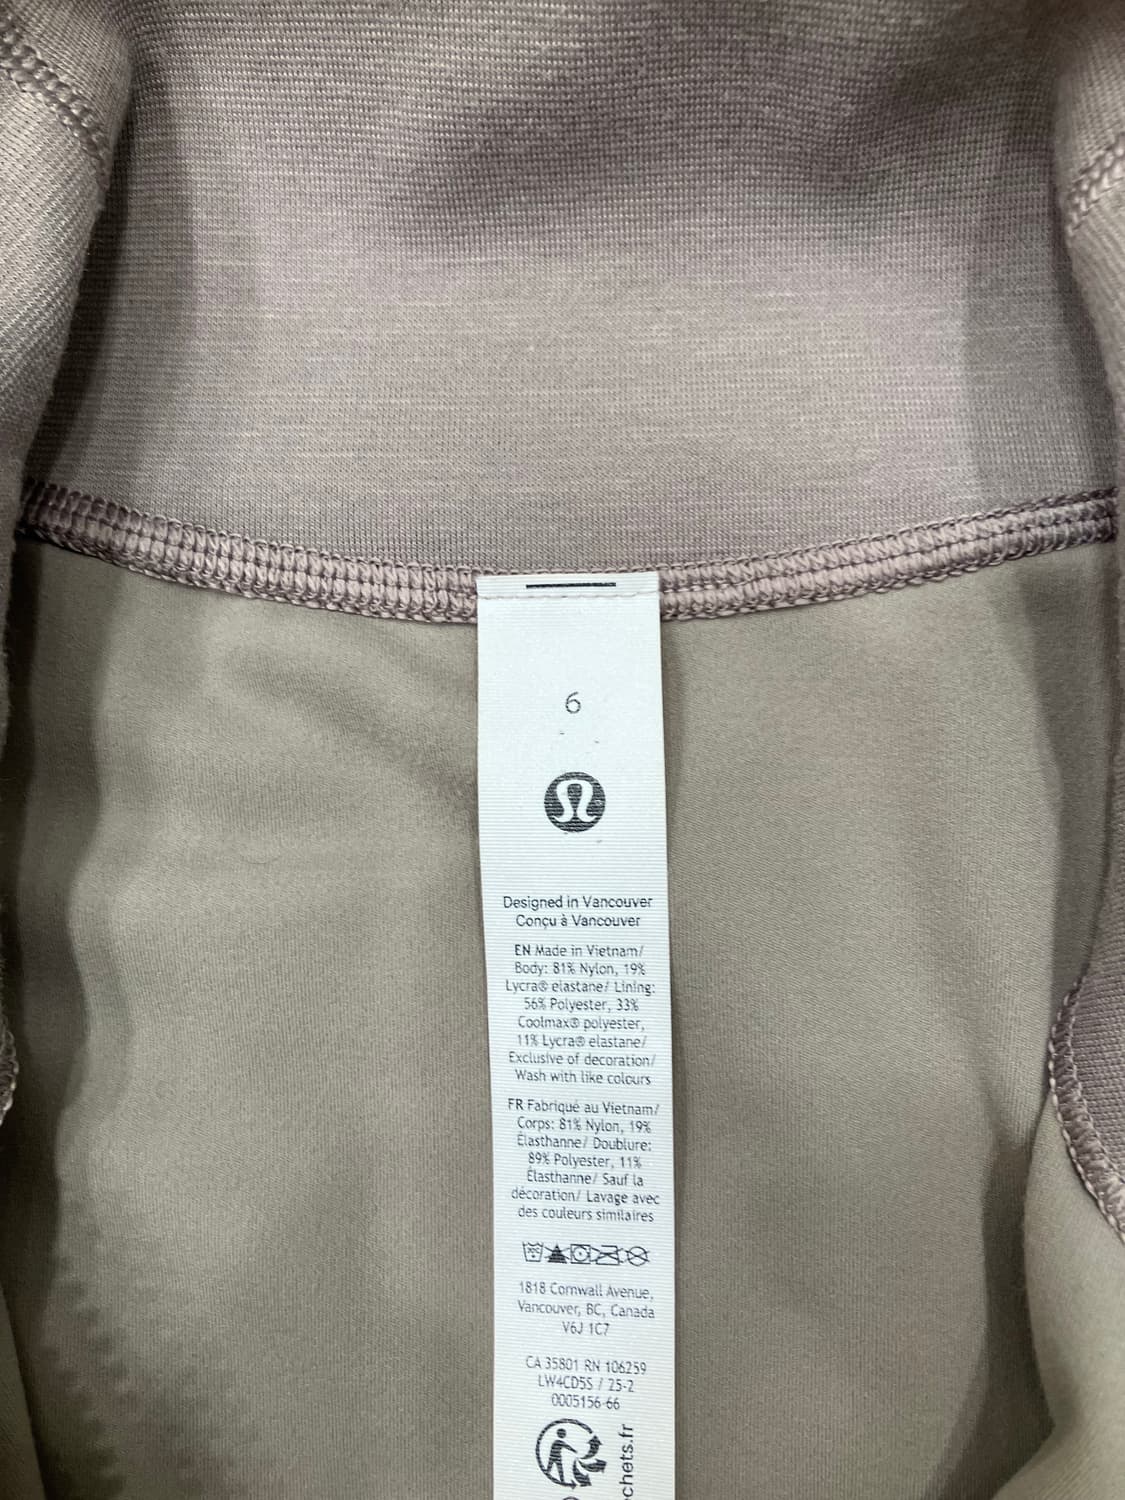 6
Designed in Vancouver
Conçu à Vancouver
EN Made in Vietnam/
Body: 81% Nylon, 19%
Lycra® elastane/ Lining:
56% Polyester, 33%
Coolmax® polyester,
11% Lycra® elastane/
Exclusive of decoration/
Wash with like colours
FR Fabriqué au Vietnam/
Corps: 81% Nylon, 19%
Élasthanne/ Doublure:
89% Polyester, 11%
Élasthanne/ Sauf la
décoration/ Lavage avec
des couleurs similaires
1818 Cornwall Avenue,
Vancouver, BC, Canada
V6J 1C7
CA 35801 RN 106259
LW4CD5S / 25-2
0005156-66
chets.fr